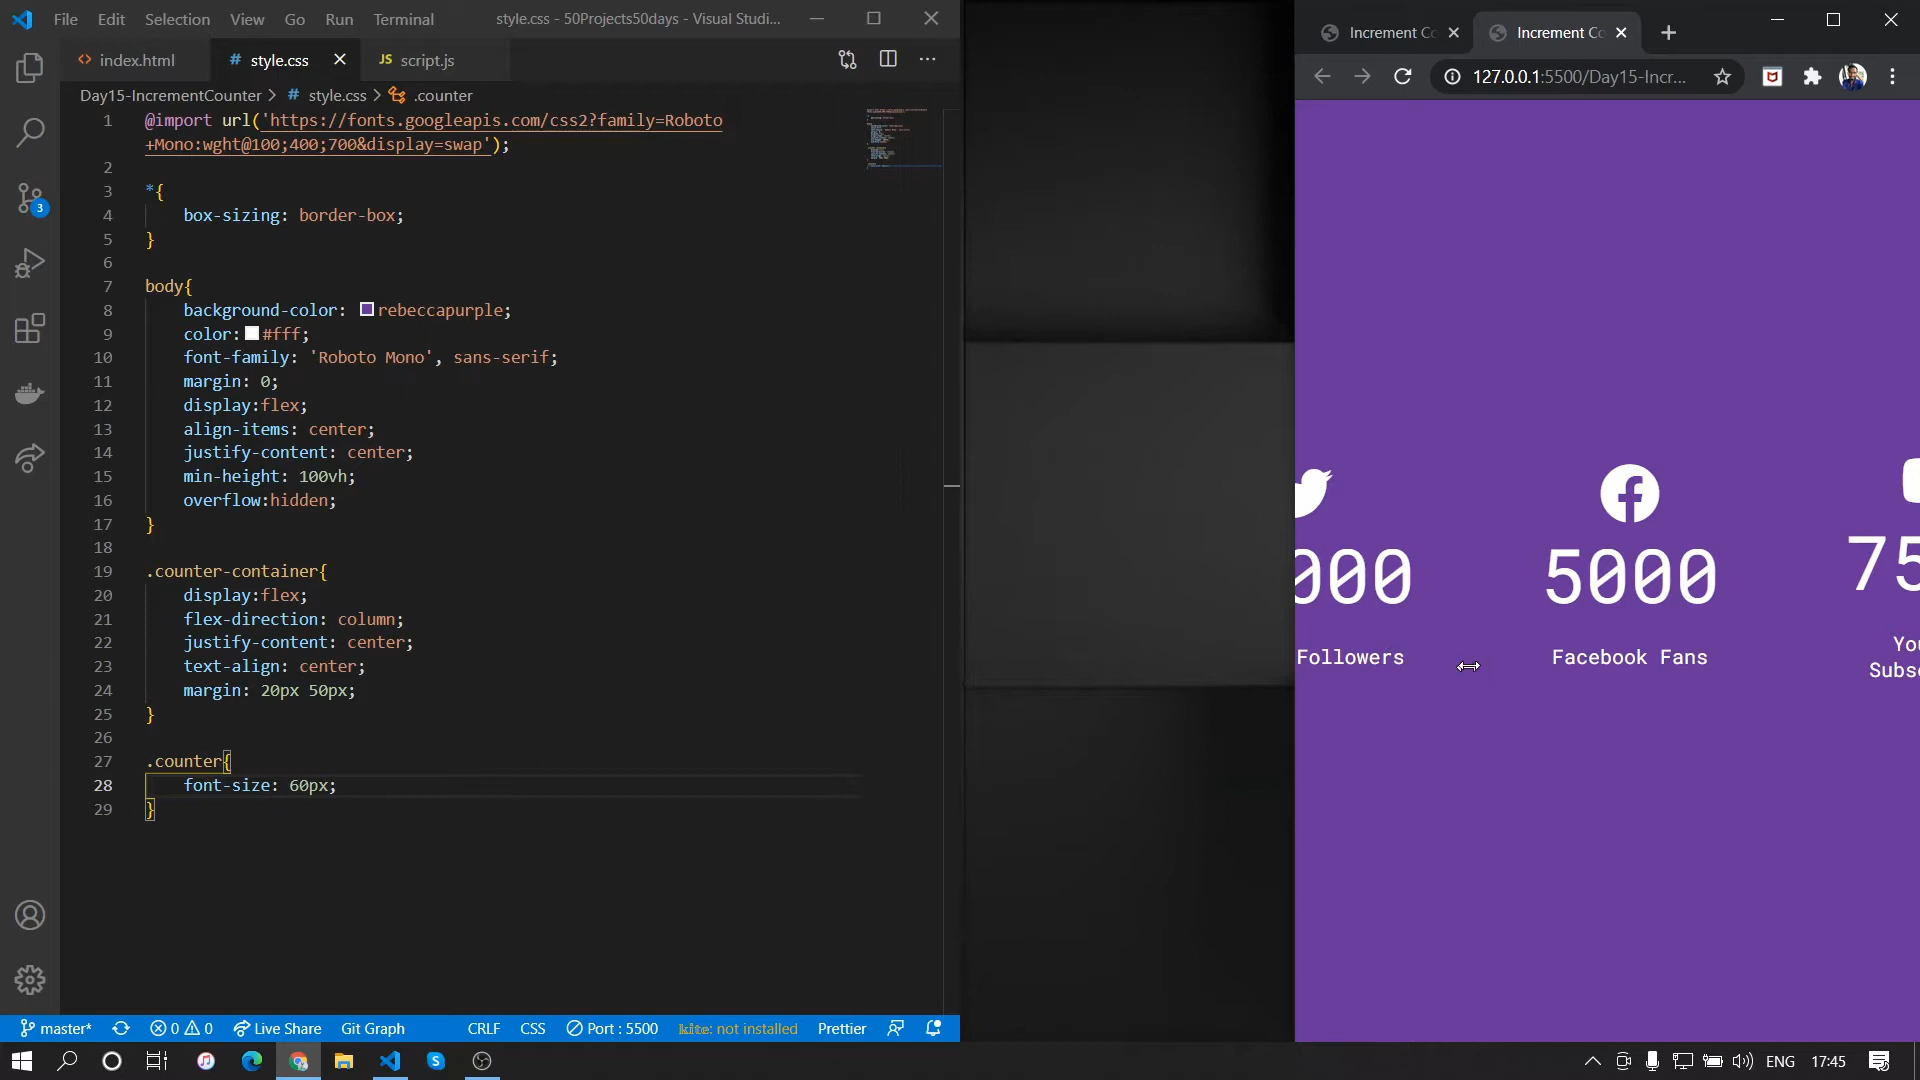 File Edit Selection View Go Run Terminal
style.css - 50Projects50days - Visual Studi...
index.html
# style.css
JS script.js
Day15-IncrementCounter > # style.css > .counter
1 @import url('https://fonts.googleapis.com/css2?family=Roboto
+Mono:wght@100;400;700&display=swap');
2
3 *{
4 box-sizing: border-box;
5 }
6
7 body{
8 background-color: rebeccapurple;
9 color: #fff;
10 font-family: 'Roboto Mono', sans-serif;
11 margin: 0;
12 display:flex;
13 align-items: center;
14 justify-content: center;
15 min-height: 100vh;
16 overflow:hidden;
17 }
18
19 .counter-container{
20 display:flex;
21 flex-direction: column;
22 justify-content: center;
23 text-align: center;
24 margin: 20px 50px;
25 }
26
27 .counter{
28 font-size: 60px;
29 }
3
master* 0 0 Live Share Git Graph CRLF CSS Port : 5500 kite: not installed Prettier
Increment Co
Increment Co
127.0.0.1:5500/Day15-Incr...
000
5000
75
Followers
Facebook Fans
You
Subsc
ENG 17:45